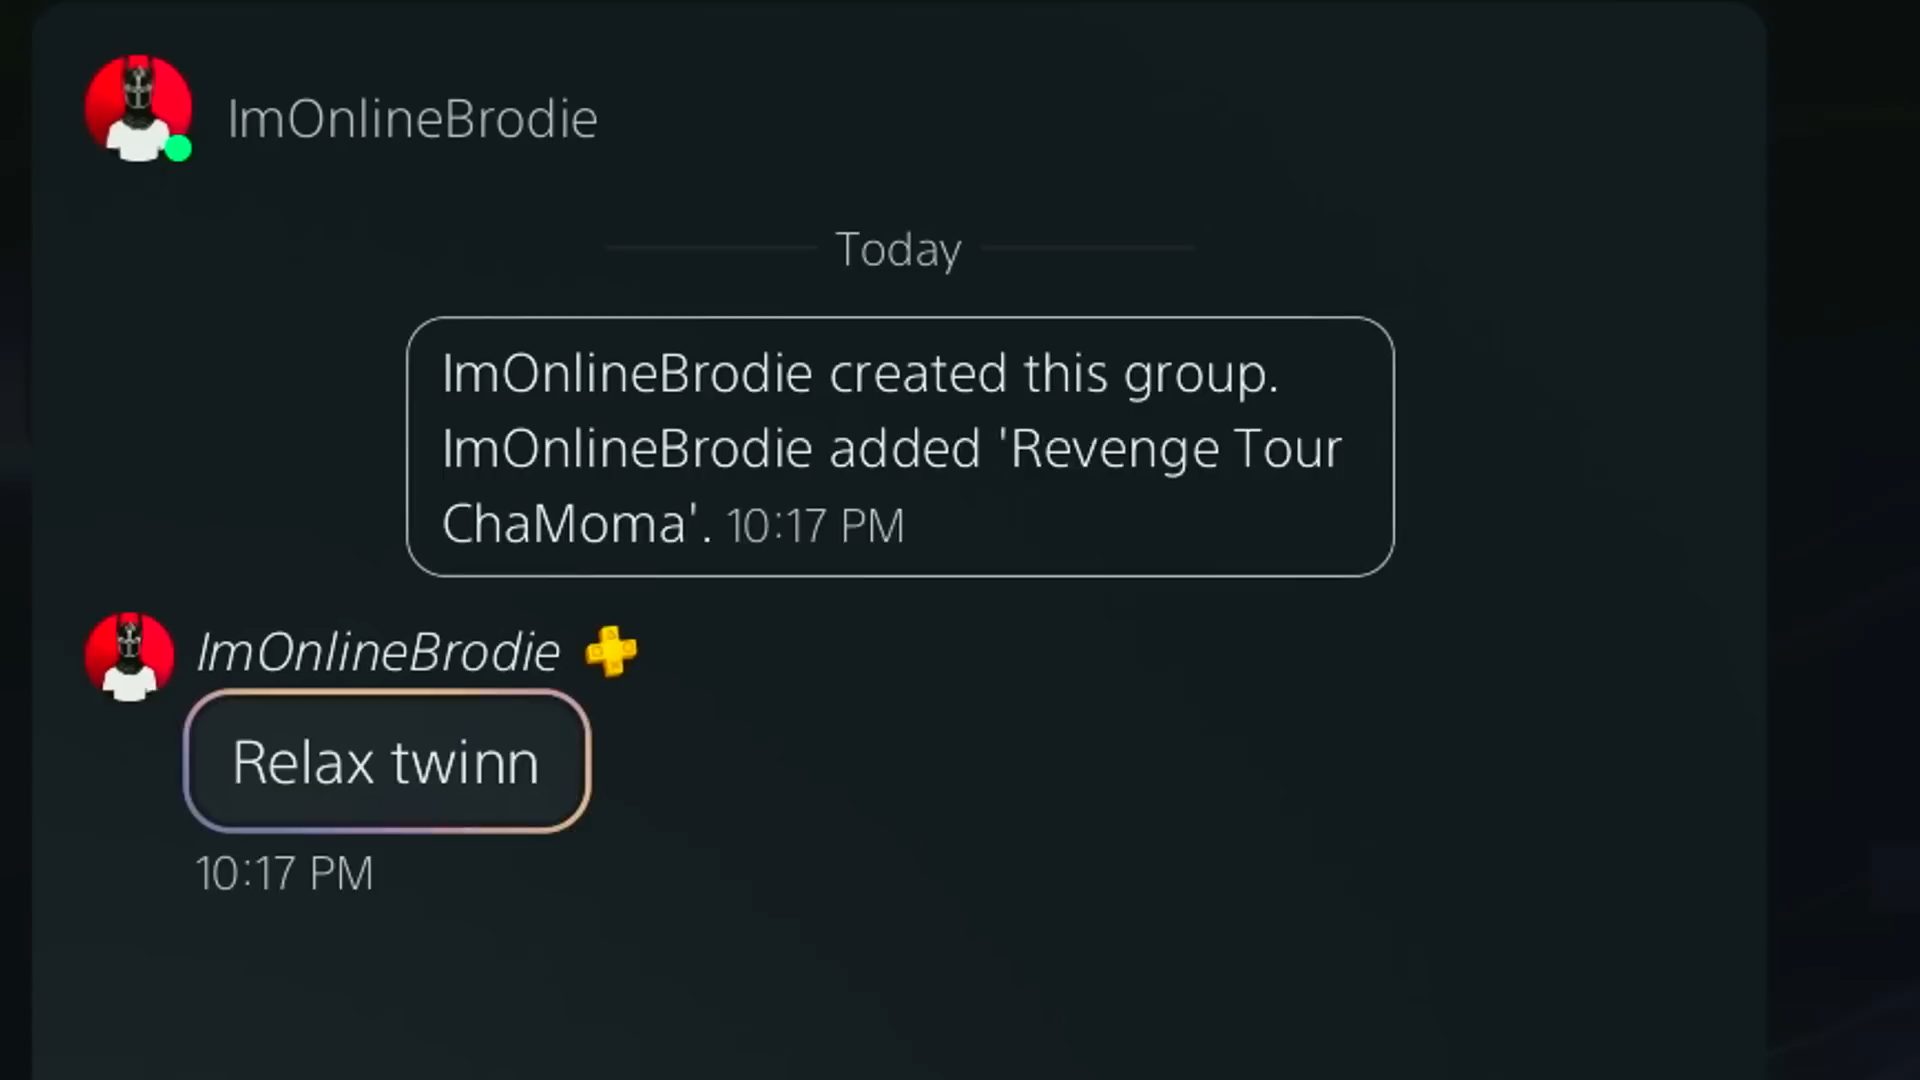 ImOnlineBrodie
Today
ImOnlineBrodie created this group.
ImOnlineBrodie added 'Revenge Tour
ChaMoma'. 10:17 PM
ImOnlineBrodie
Relax twinn
10:17 PM